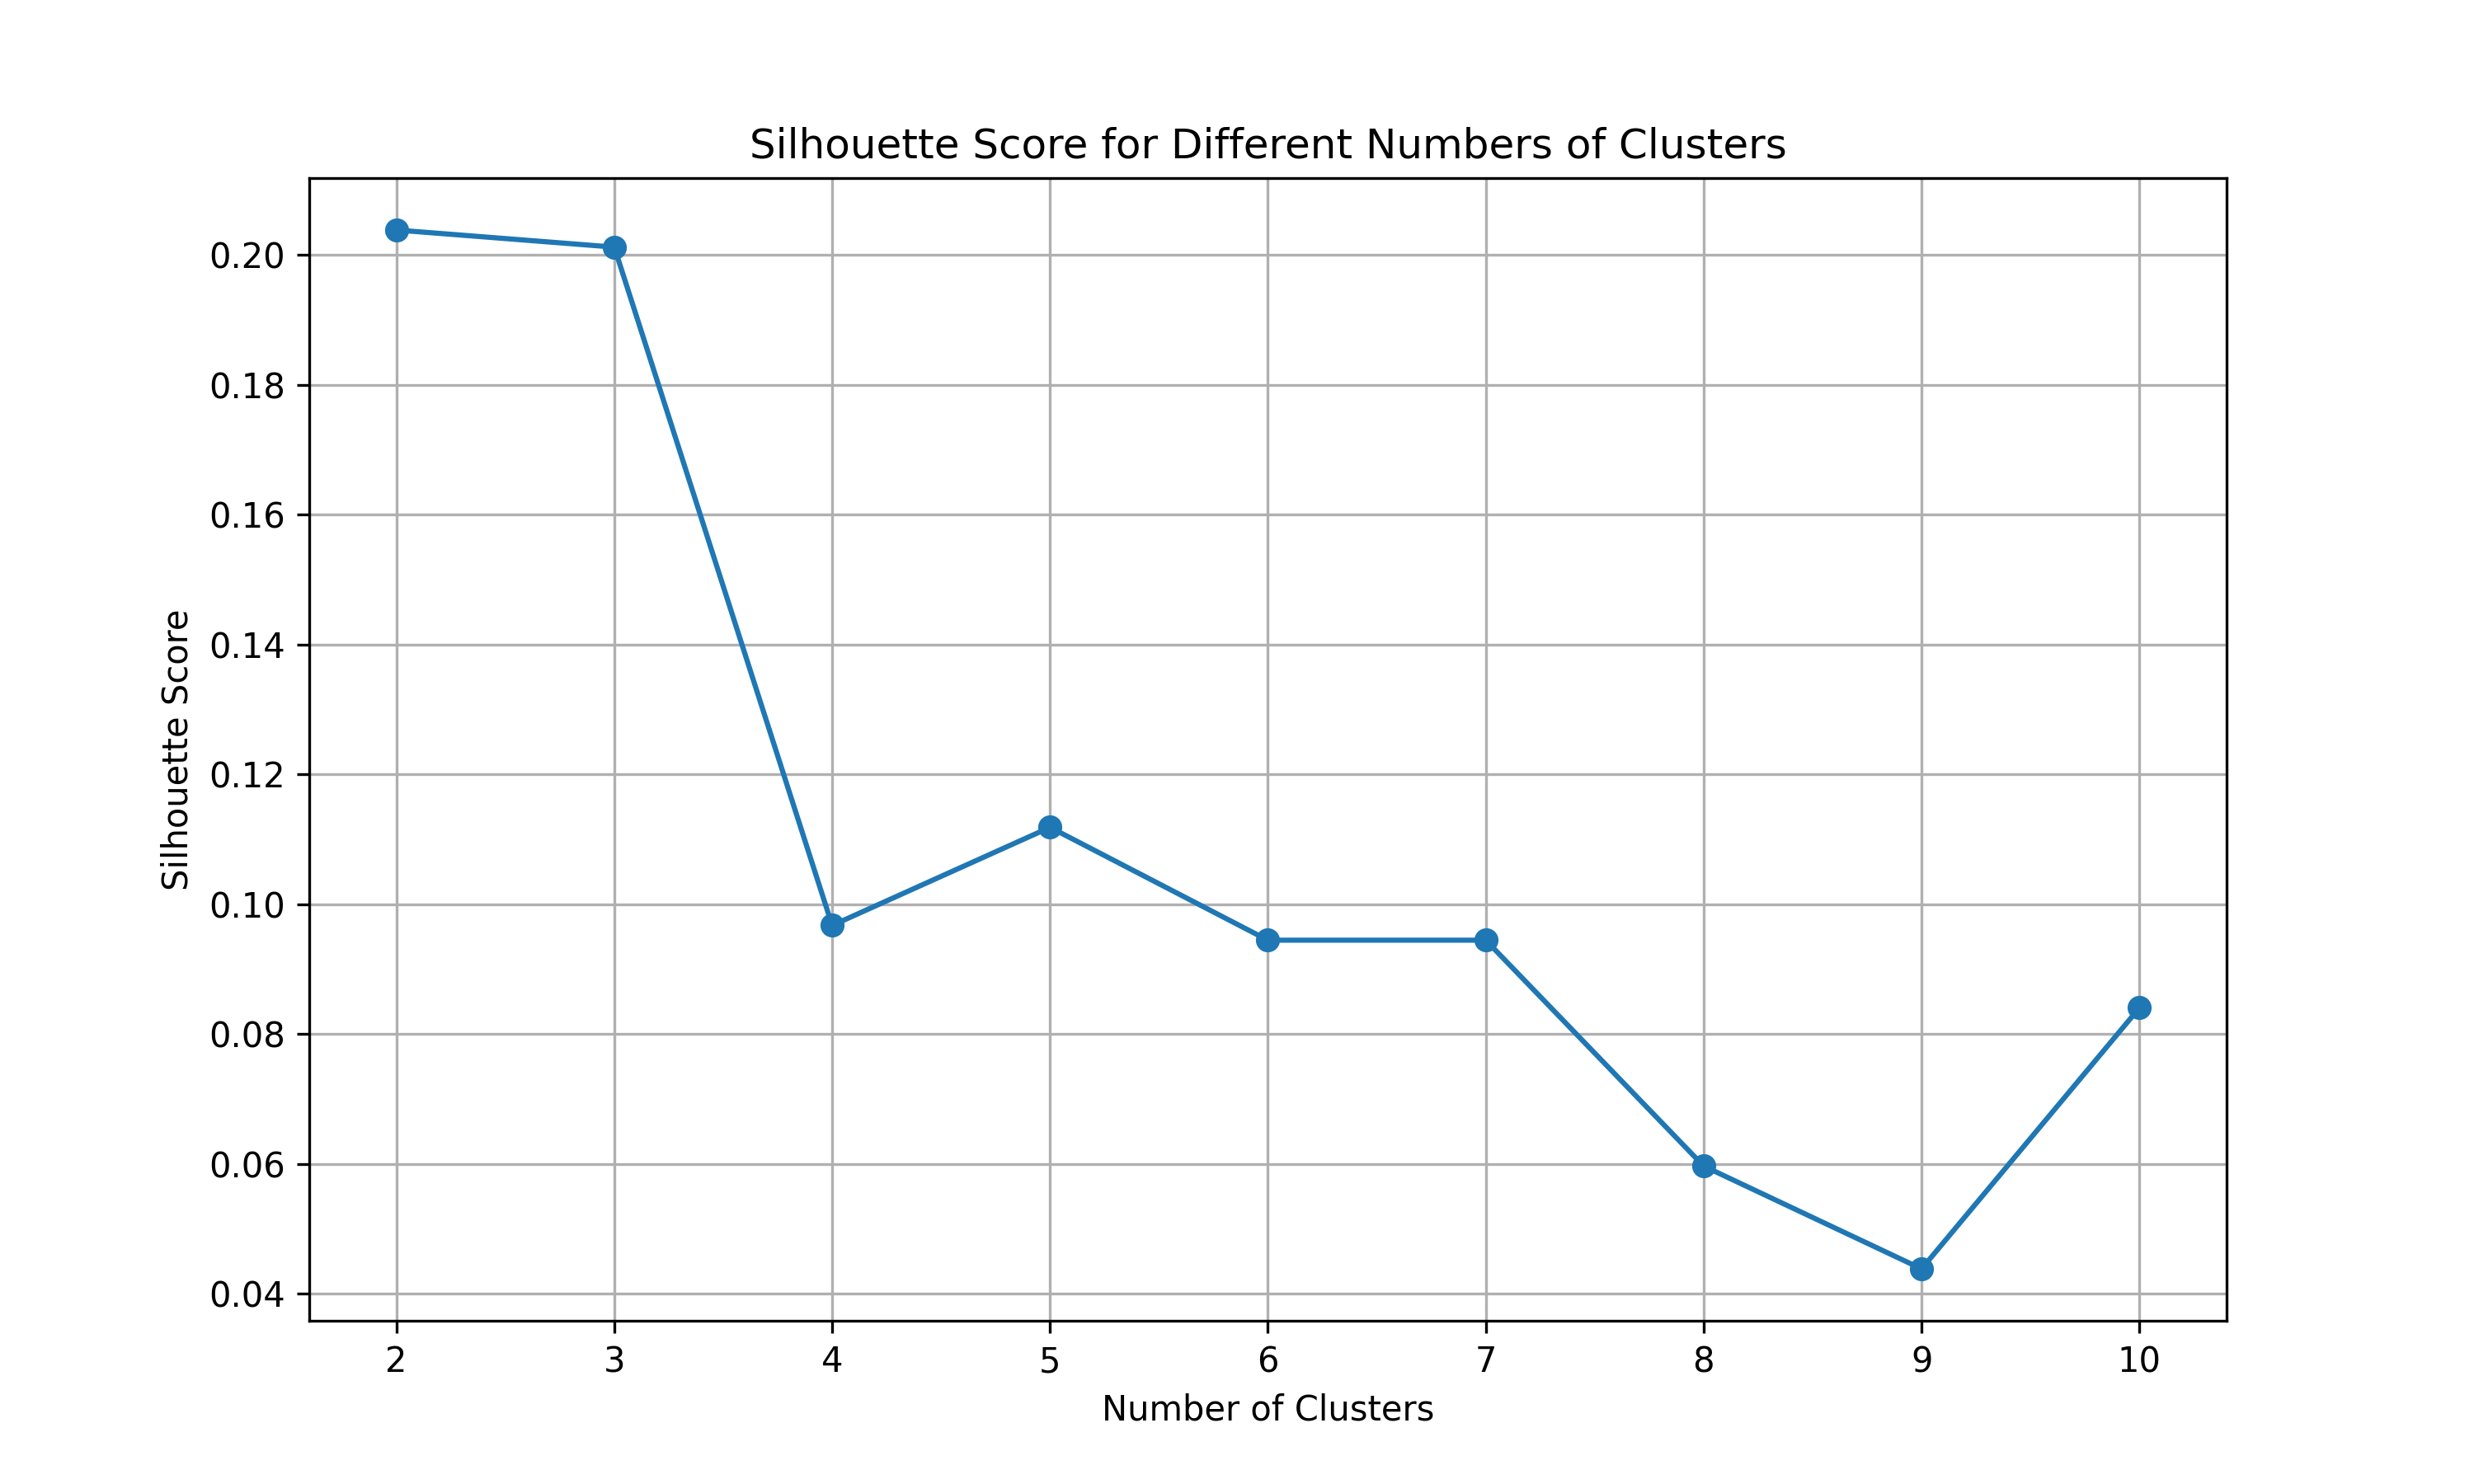 Silhouette Score for Different Numbers of Clusters
0.20
0.18
0.16
0.14
0.12
0.10
0.08
0.06
0.04
Silhouette Score
2 3 4 5 6 7 8 9 10
Number of Clusters